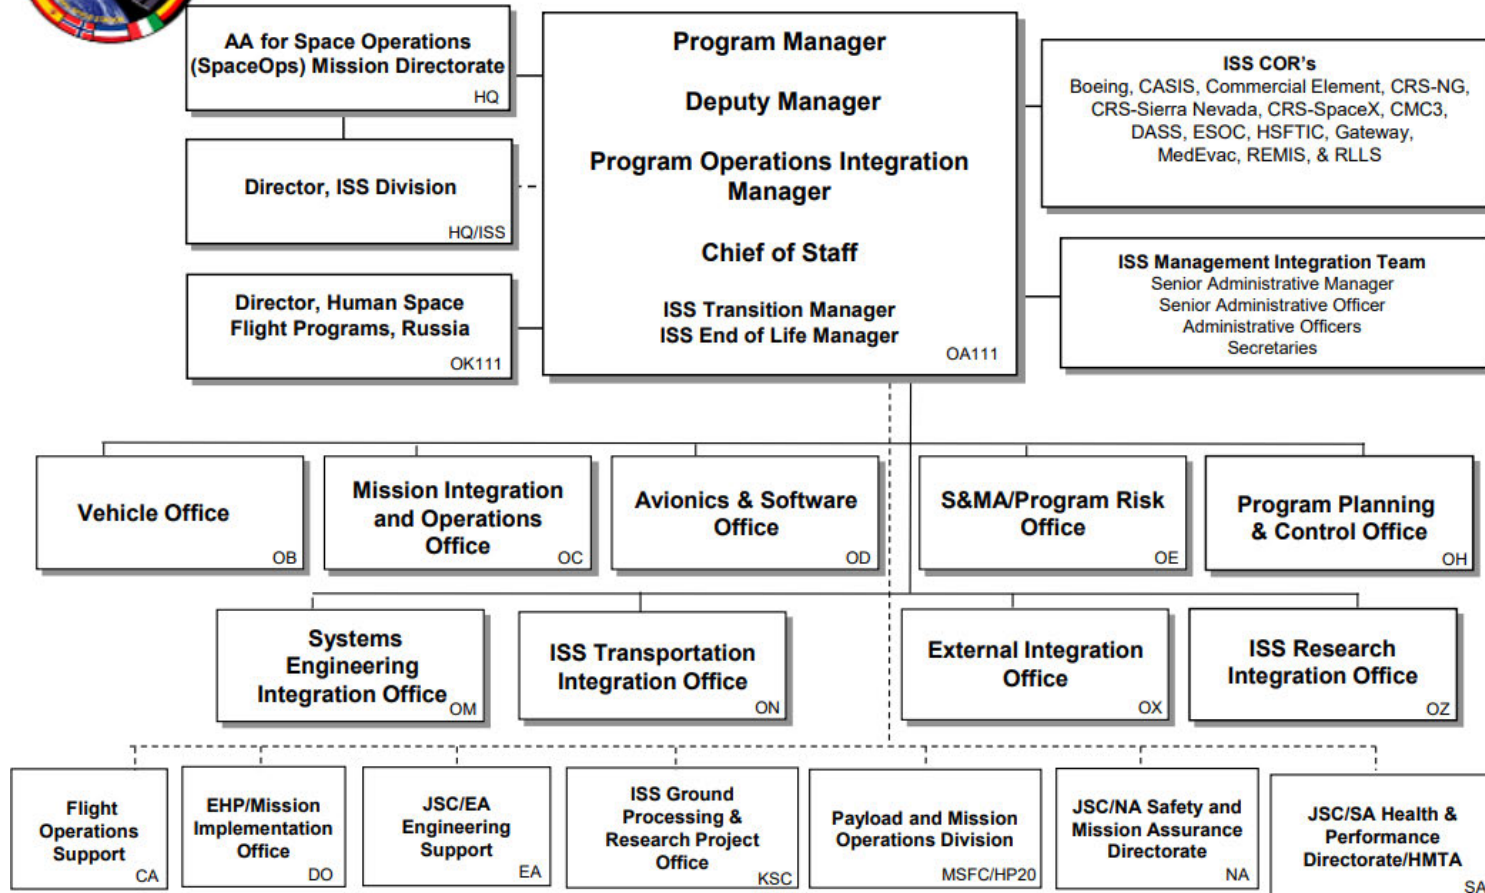 AA for Space Operations
(SpaceOps) Mission Directorate
HQ
Director, ISS Division
HQ/ISS
Director, Human Space
Flight Programs, Russia
OK111
Program Manager
Deputy Manager
Program Operations Integration
Manager
Chief of Staff
ISS Transition Manager
ISS End of Life Manager
OA111
ISS COR's
Boeing, CASIS, Commercial Element, CRS-NG,
CRS-Sierra Nevada, CRS-SpaceX, CMC3,
DASS, ESOC, HSFTIC, Gateway,
MedEvac, REMIS, & RLLS
ISS Management Integration Team
Senior Administrative Manager
Senior Administrative Officer
Administrative Officers
Secretaries
Vehicle Office
OB
Mission Integration
and Operations
Office
OC
Avionics & Software
Office
OD
S&MA/Program Risk
Office
OE
Program Planning
& Control Office
OH
Systems
Engineering
Integration Office
OM
ISS Transportation
Integration Office
ON
External Integration
Office
OX
ISS Research
Integration Office
OZ
Flight
Operations
Support
CA
EHP/Mission
Implementation
Office
DO
JSC/EA
Engineering
Support
EA
ISS Ground
Processing &
Research Project
Office
KSC
Payload and Mission
Operations Division
MSFC/HP20
JSC/NA Safety and
Mission Assurance
Directorate
NA
JSC/SA Health &
Performance
Directorate/HMTA
SA